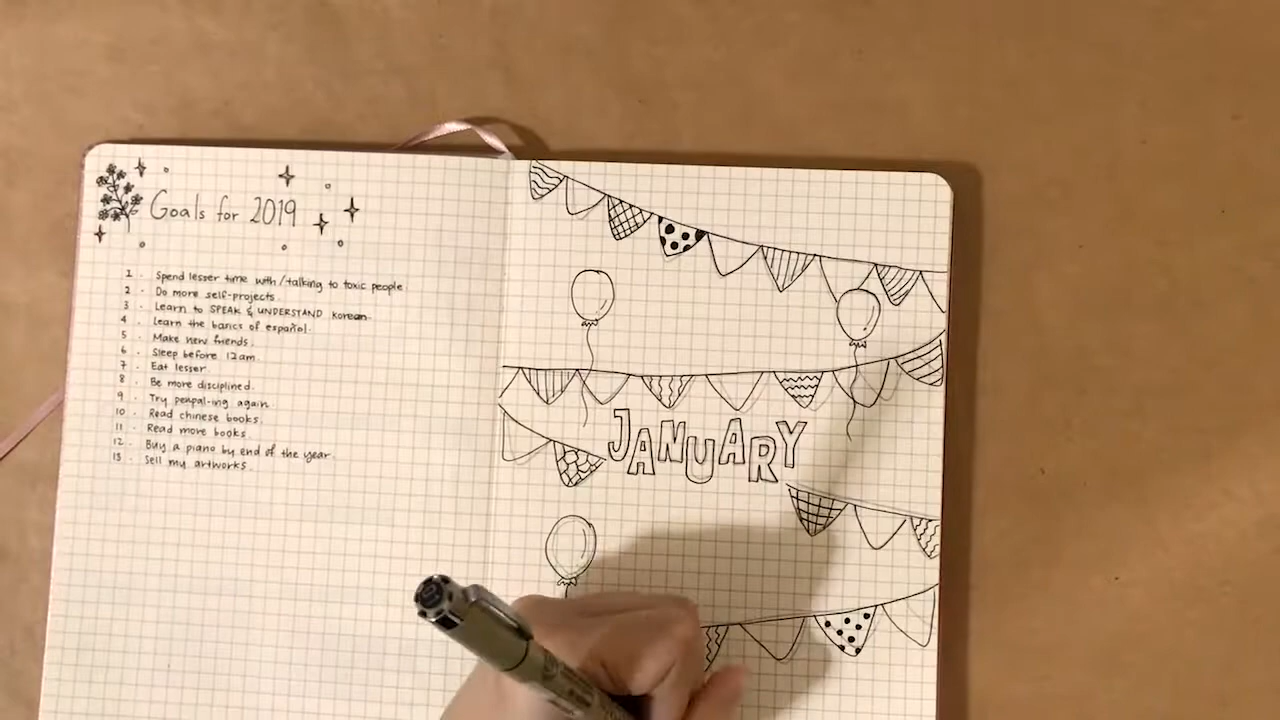 Goals for 2019
1. Spend lesser time with/talking to toxic people.
2. Do more self-projects.
3. Learn to SPEAK & UNDERSTAND korean.
4. Learn the basics of español.
5. Make new friends.
6. Sleep before 12am.
7. Eat lesser.
8. Be more disciplined.
9. Try penpal-ing again.
10. Read chinese books.
11. Read more books.
12. Buy a piano by end of the year.
13. Sell my artworks.
JANUARY